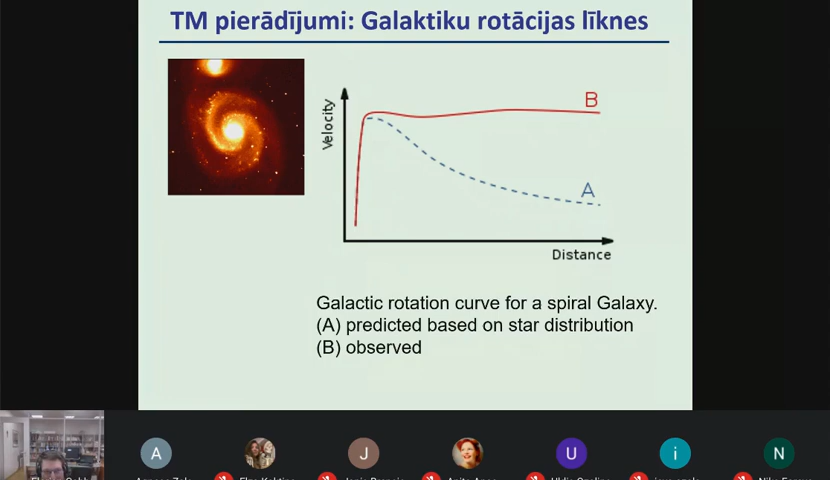 TM pierādījumi: Galaktiku rotācijas līknes
Velocity
B
A
Distance
Galactic rotation curve for a spiral Galaxy.
(A) predicted based on star distribution
(B) observed
A
J
U
i
N